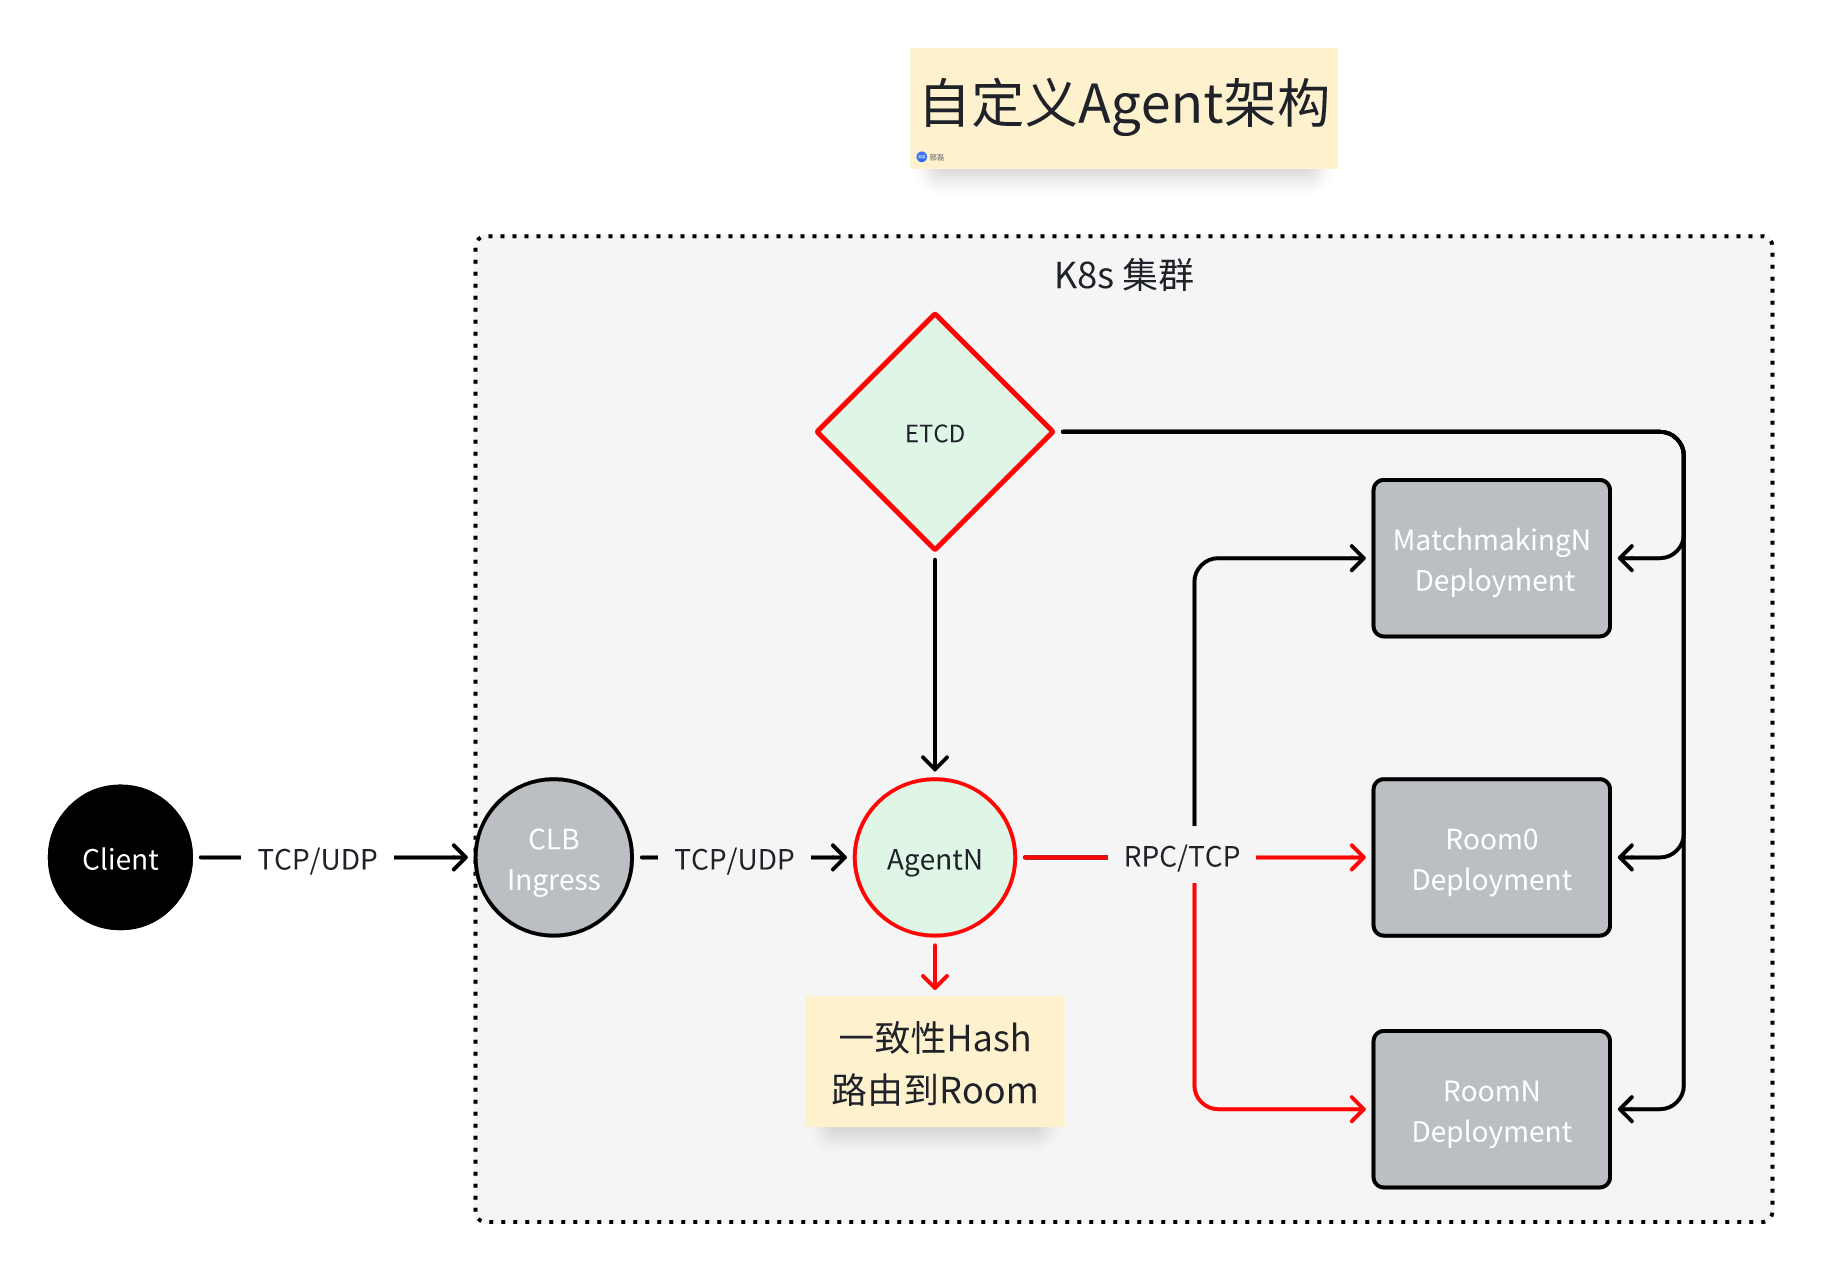 自定义Agent架构
郭磊
K8s 集群
ETCD
MatchmakingN
Deployment
Client
TCP/UDP
CLB
Ingress
TCP/UDP
AgentN
RPC/TCP
Room0
Deployment
一致性Hash
路由到Room
RoomN
Deployment